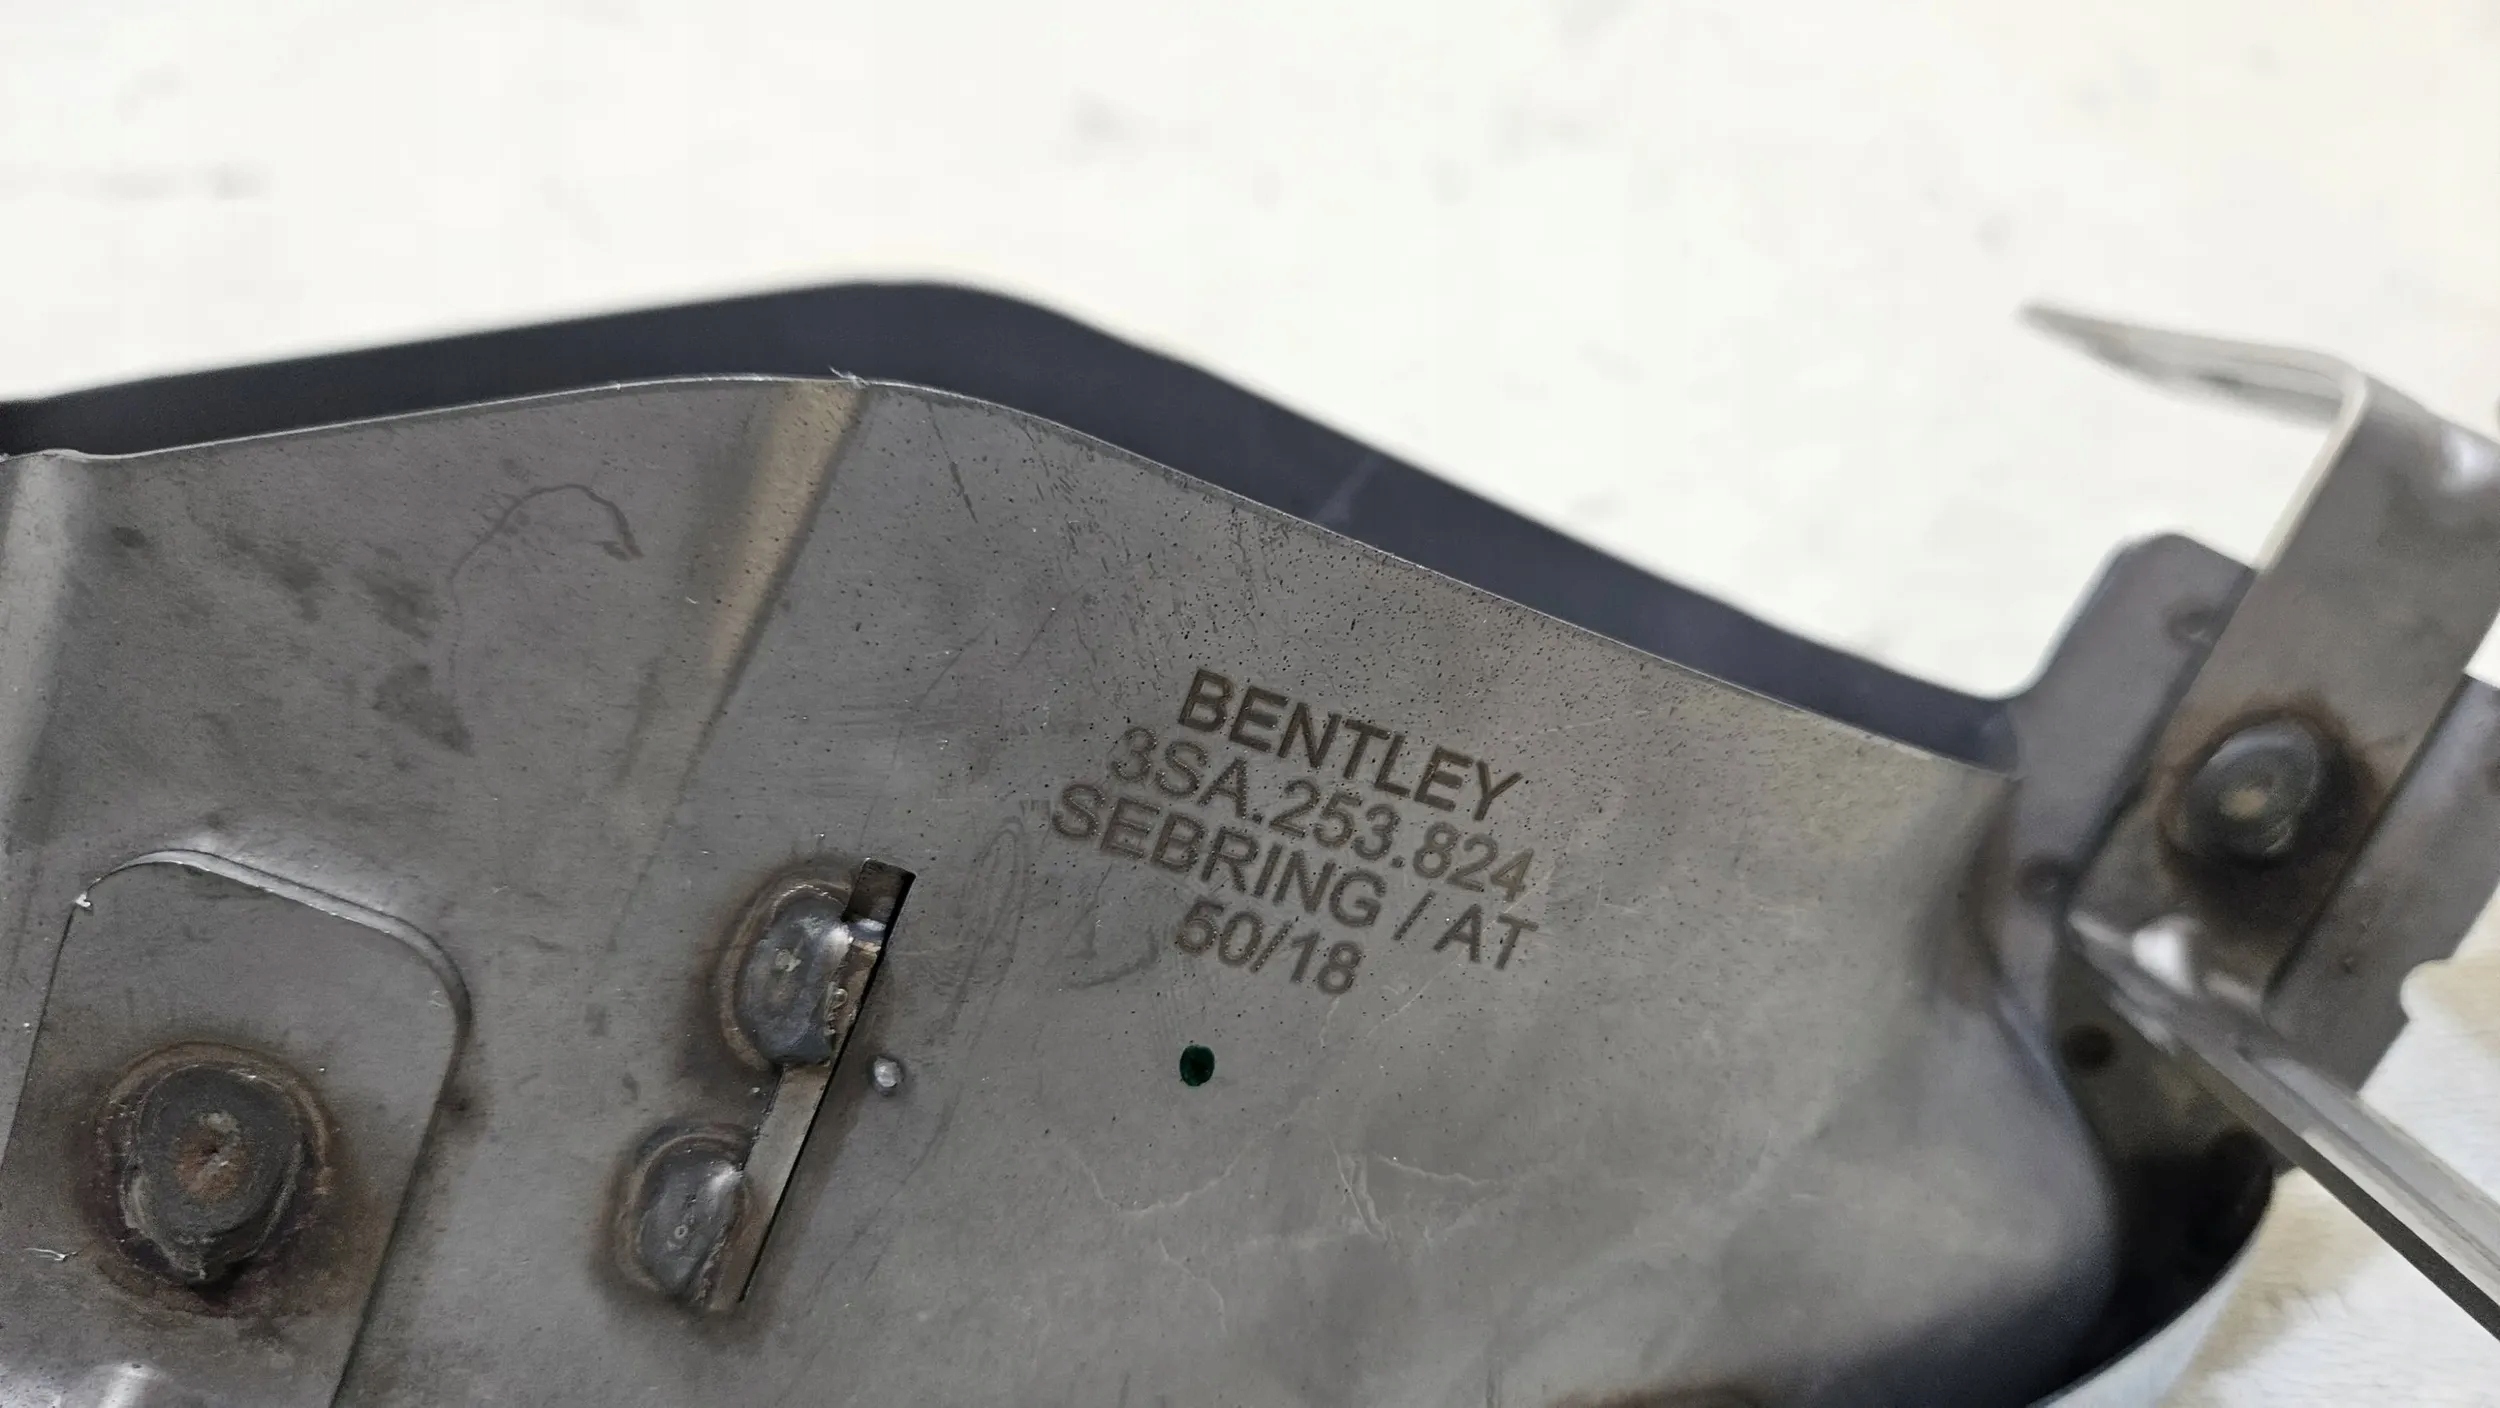 BENTLEY
3SA.253.824
SEBRING / AT
50/18